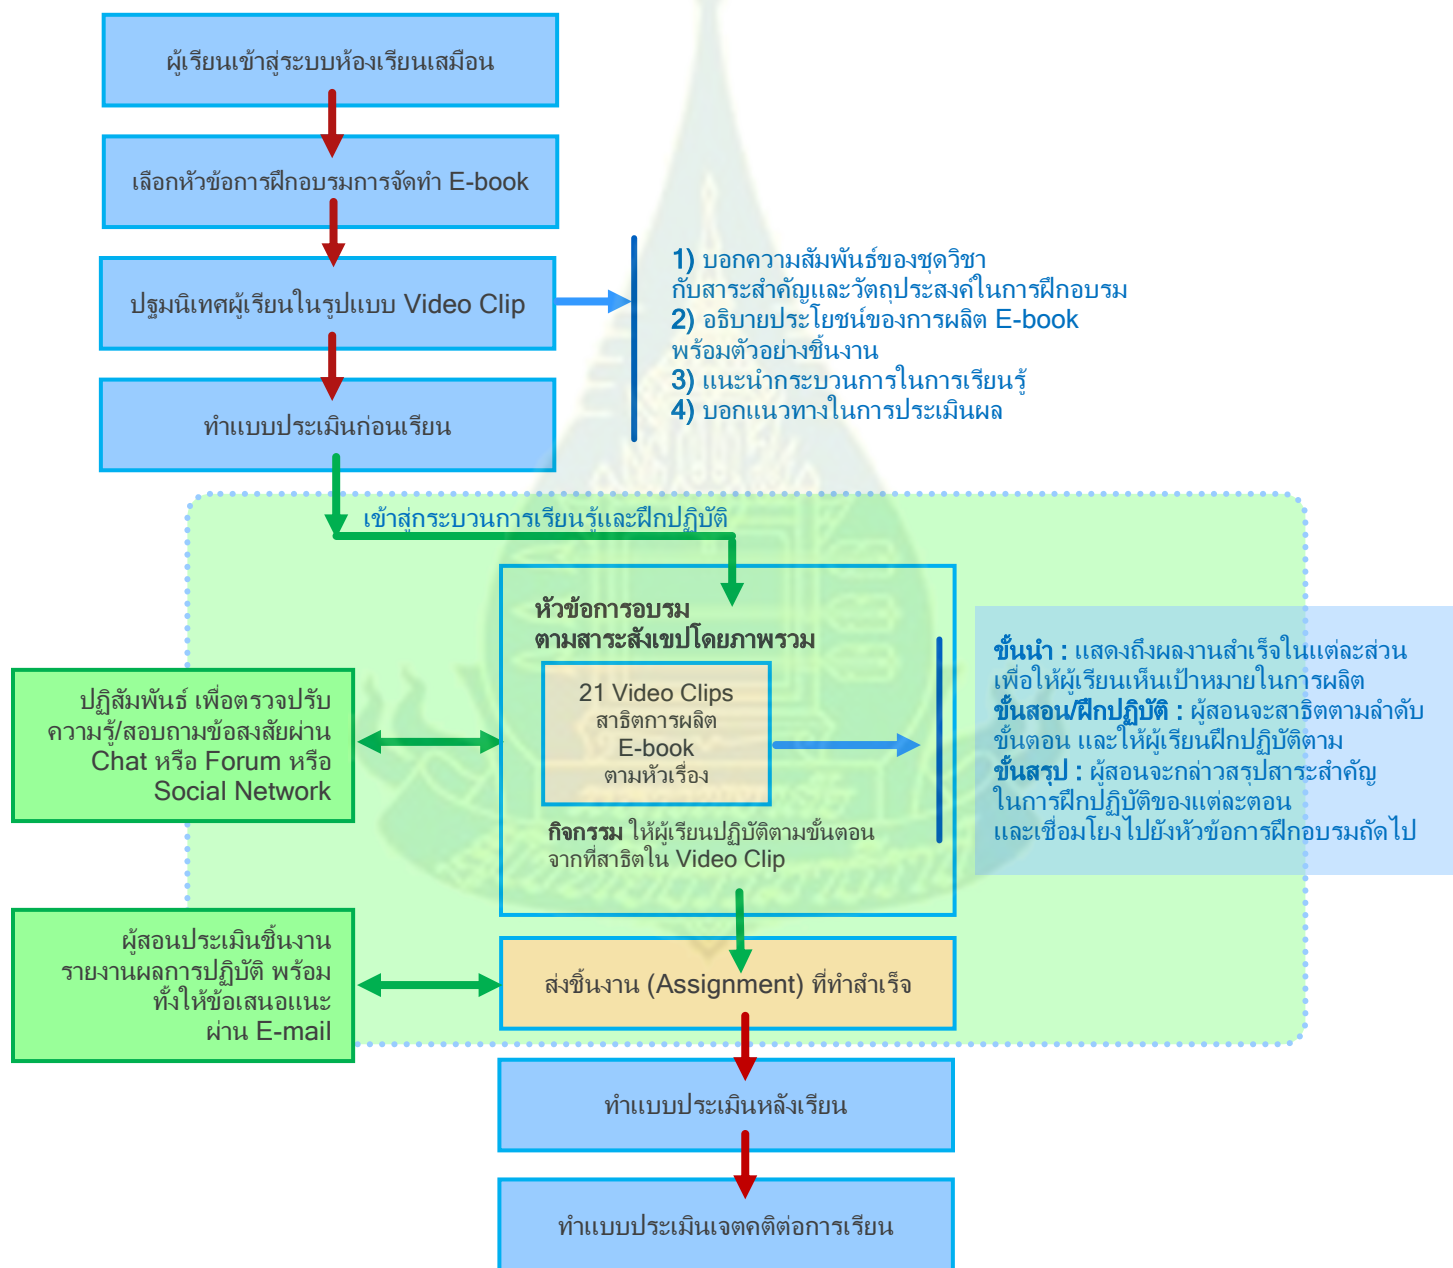 ผู้เรียนเข้าสู่ระบบห้องเรียนเสมือน
เลือกหัวข้อการฝึกอบรมการจัดทำ E-book
ปฐมนิเทศผู้เรียนในรูปแบบ Video Clip
1) บอกความสัมพันธ์ของชุดวิชา
กับสาระสำคัญและวัตถุประสงค์ในการฝึกอบรม
2) อธิบายประโยชน์ของการผลิต E-book
พร้อมตัวอย่างชิ้นงาน
3) แนะนำกระบวนการในการเรียนรู้
4) บอกแนวทางในการประเมินผล
ทำแบบประเมินก่อนเรียน
เข้าสู่กระบวนการเรียนรู้และฝึกปฏิบัติ
หัวข้อการอบรม
ตามสาระสังเขปโดยภาพรวม
21 Video Clips
สาธิตการผลิต
E-book
ตามหัวเรื่อง
กิจกรรม ให้ผู้เรียนปฏิบัติตามขั้นตอน
จากที่สาธิตใน Video Clip
ปฏิสัมพันธ์ เพื่อตรวจปรับ
ความรู้/สอบถามข้อสงสัยผ่าน
Chat หรือ Forum หรือ
Social Network
ขั้นนำ : แสดงถึงผลงานสำเร็จในแต่ละส่วน
เพื่อให้ผู้เรียนเห็นเป้าหมายในการผลิต
ขั้นสอน/ฝึกปฏิบัติ : ผู้สอนจะสาธิตตามลำดับ
ขั้นตอน และให้ผู้เรียนฝึกปฏิบัติตาม
ขั้นสรุป : ผู้สอนจะกล่าวสรุปสาระสำคัญ
ในการฝึกปฏิบัติของแต่ละตอน
และเชื่อมโยงไปยังหัวข้อการฝึกอบรมถัดไป
ผู้สอนประเมินชิ้นงาน
รายงานผลการปฏิบัติ พร้อม
ทั้งให้ข้อเสนอแนะ
ผ่าน E-mail
ส่งชิ้นงาน (Assignment) ที่ทำสำเร็จ
ทำแบบประเมินหลังเรียน
ทำแบบประเมินเจตคติต่อการเรียน